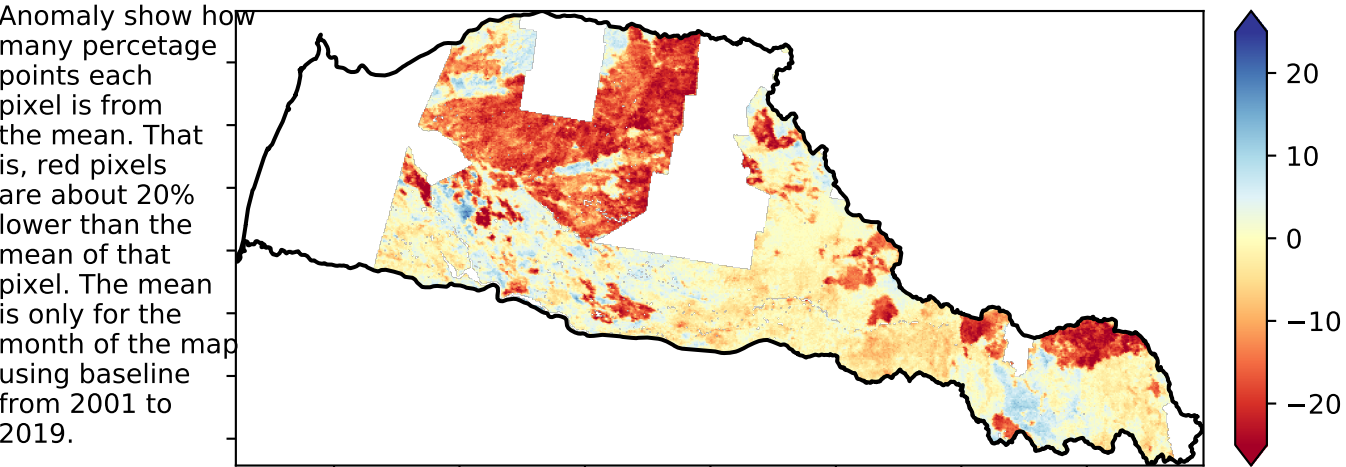 Anomaly show how
many percetage
points each
pixel is from
the mean. That
is, red pixels
are about 20%
lower than the
mean of that
pixel. The mean
is only for the
month of the map
using baseline
from 2001 to
2019.
20
10
0
−10
−20